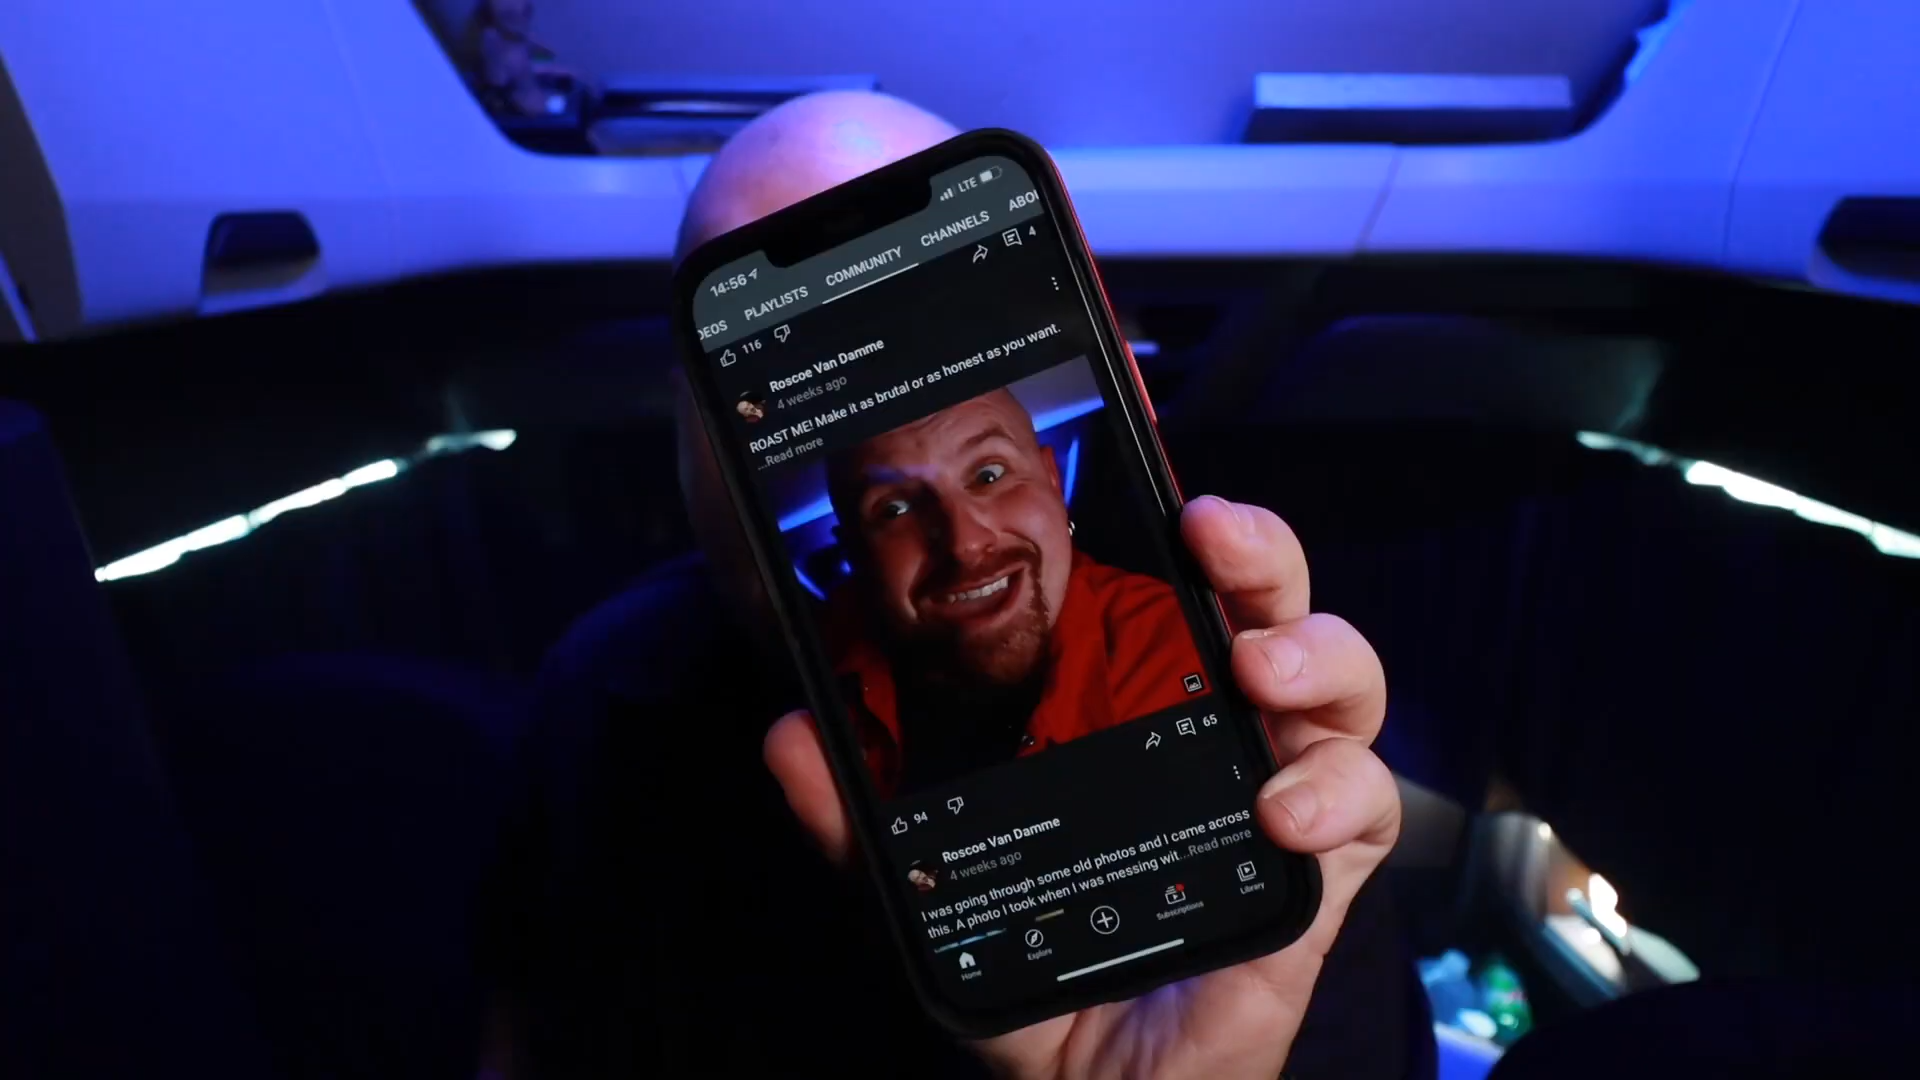 14:56 LTE
DEOS PLAYLISTS COMMUNITY CHANNELS ABOU
116 4
Roscoe Van Damme
4 weeks ago
ROAST ME! Make it as brutal or as honest as you want.
...Read more
94 65
Roscoe Van Damme
4 weeks ago
I was going through some old photos and I came across
this. A photo I took when I was messing wit...Read more
Home Explore Subscriptions Library